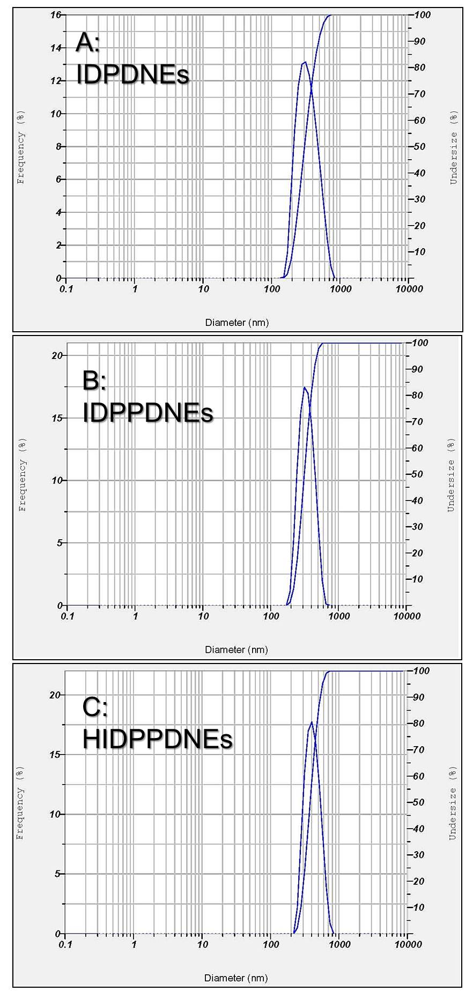 A:
IDPDNEs
Frequency (%)
Undersize (%)
16
14
12
10
8
6
4
2
0
100
90
80
70
60
50
40
30
20
10
0.1 1 10 100 1000 10000
Diameter (nm)
B:
IDPPDNEs
Frequency (%)
Undersize (%)
20
15
10
5
0
100
90
80
70
60
50
40
30
20
10
0.1 1 10 100 1000 10000
Diameter (nm)
C:
HIDPPDNEs
Frequency (%)
Undersize (%)
20
15
10
5
0
100
90
80
70
60
50
40
30
20
10
0.1 1 10 100 1000 10000
Diameter (nm)